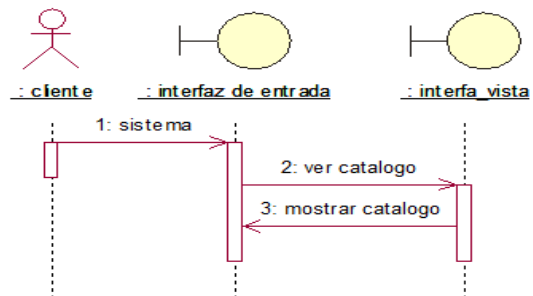 : cliente
: interfaz de entrada
: interfa_vista
1: sistema
2: ver catalogo
3: mostrar catalogo